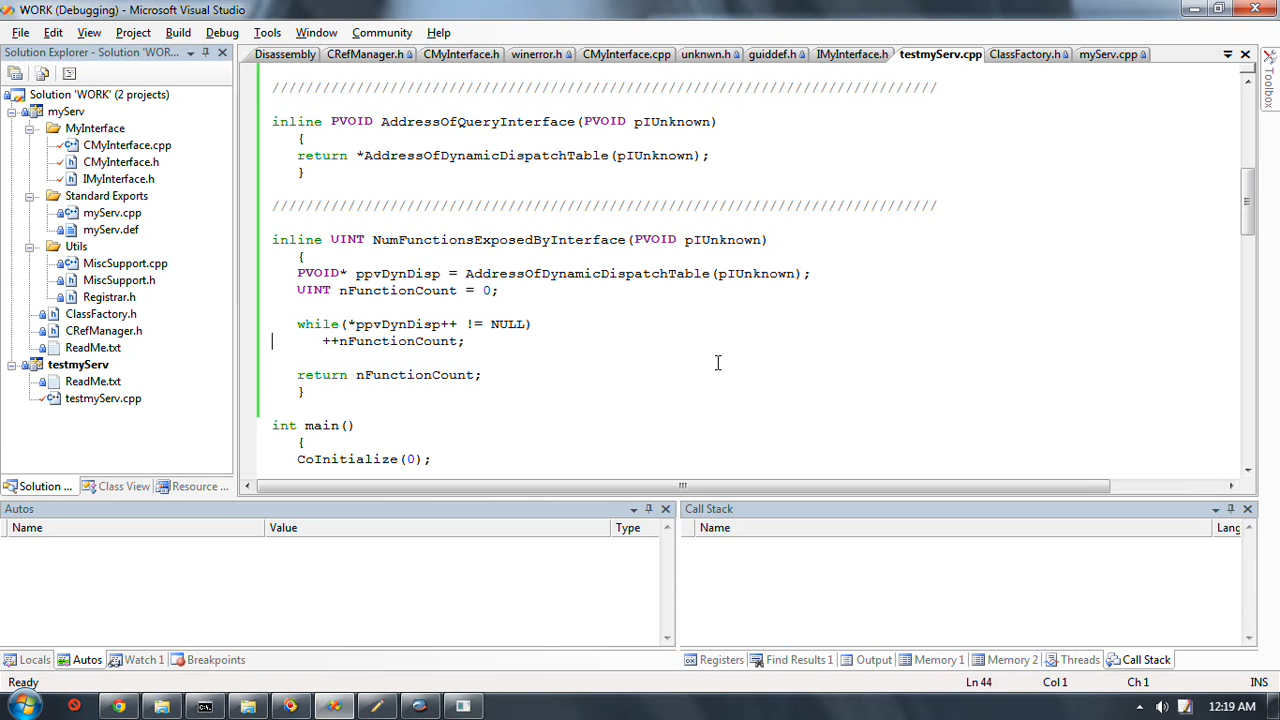 WORK (Debugging) - Microsoft Visual Studio
File Edit View Project Build Debug Tools Window Community Help
Solution Explorer - Solution 'WOR...
Disassembly CRefManager.h CMyInterface.h winerror.h CMyInterface.cpp unknwn.h guiddef.h IMyInterface.h testmyServ.cpp ClassFactory.h myServ.cpp
Toolbox
Solution 'WORK' (2 projects)
myServ
MyInterface
CMyInterface.cpp
CMyInterface.h
IMyInterface.h
Standard Exports
myServ.cpp
myServ.def
Utils
MiscSupport.cpp
MiscSupport.h
Registrar.h
ClassFactory.h
CRefManager.h
ReadMe.txt
testmyServ
ReadMe.txt
testmyServ.cpp
Solution ... Class View Resource ...
///////////////////////////////////////////////////////////////////////////////
inline PVOID AddressOfQueryInterface(PVOID pIUnknown)
{
return *AddressOfDynamicDispatchTable(pIUnknown);
}
///////////////////////////////////////////////////////////////////////////////
inline UINT NumFunctionsExposedByInterface(PVOID pIUnknown)
{
PVOID* ppvDynDisp = AddressOfDynamicDispatchTable(pIUnknown);
UINT nFunctionCount = 0;
while(*ppvDynDisp++ != NULL)
++nFunctionCount;
return nFunctionCount;
}
int main()
{
CoInitialize(0);
Autos
Name Value Type
Call Stack
Name Lang
Locals Autos Watch 1 Breakpoints
Registers Find Results 1 Output Memory 1 Memory 2 Threads Call Stack
Ready Ln 44 Col 1 Ch 1 INS
12:19 AM